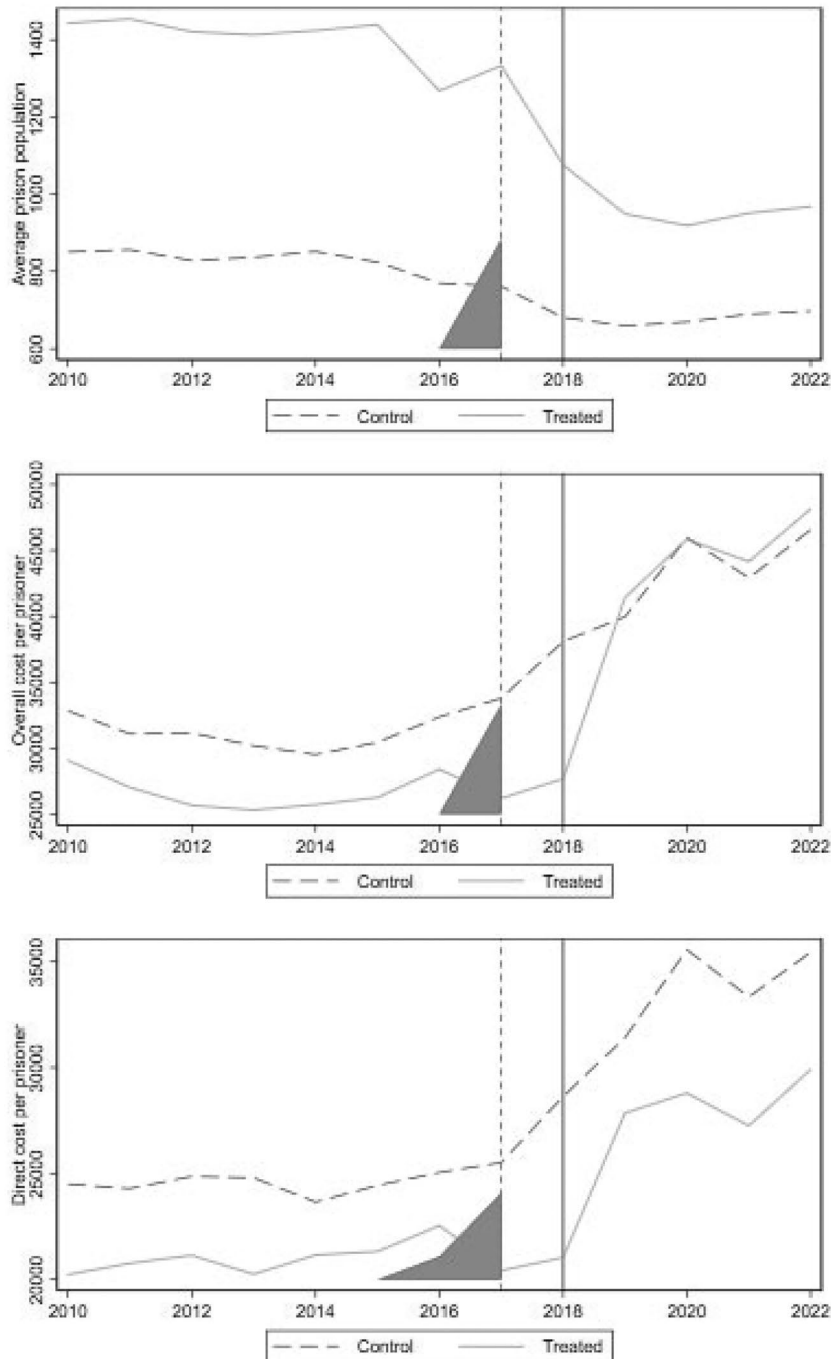 Average prison population
1400
1200
1000
800
600
2010 2012 2014 2016 2018 2020 2022
Control Treated
Overall cost per prisoner
50000
45000
40000
35000
30000
25000
2010 2012 2014 2016 2018 2020 2022
Control Treated
Direct cost per prisoner
35000
30000
25000
20000
2010 2012 2014 2016 2018 2020 2022
Control Treated